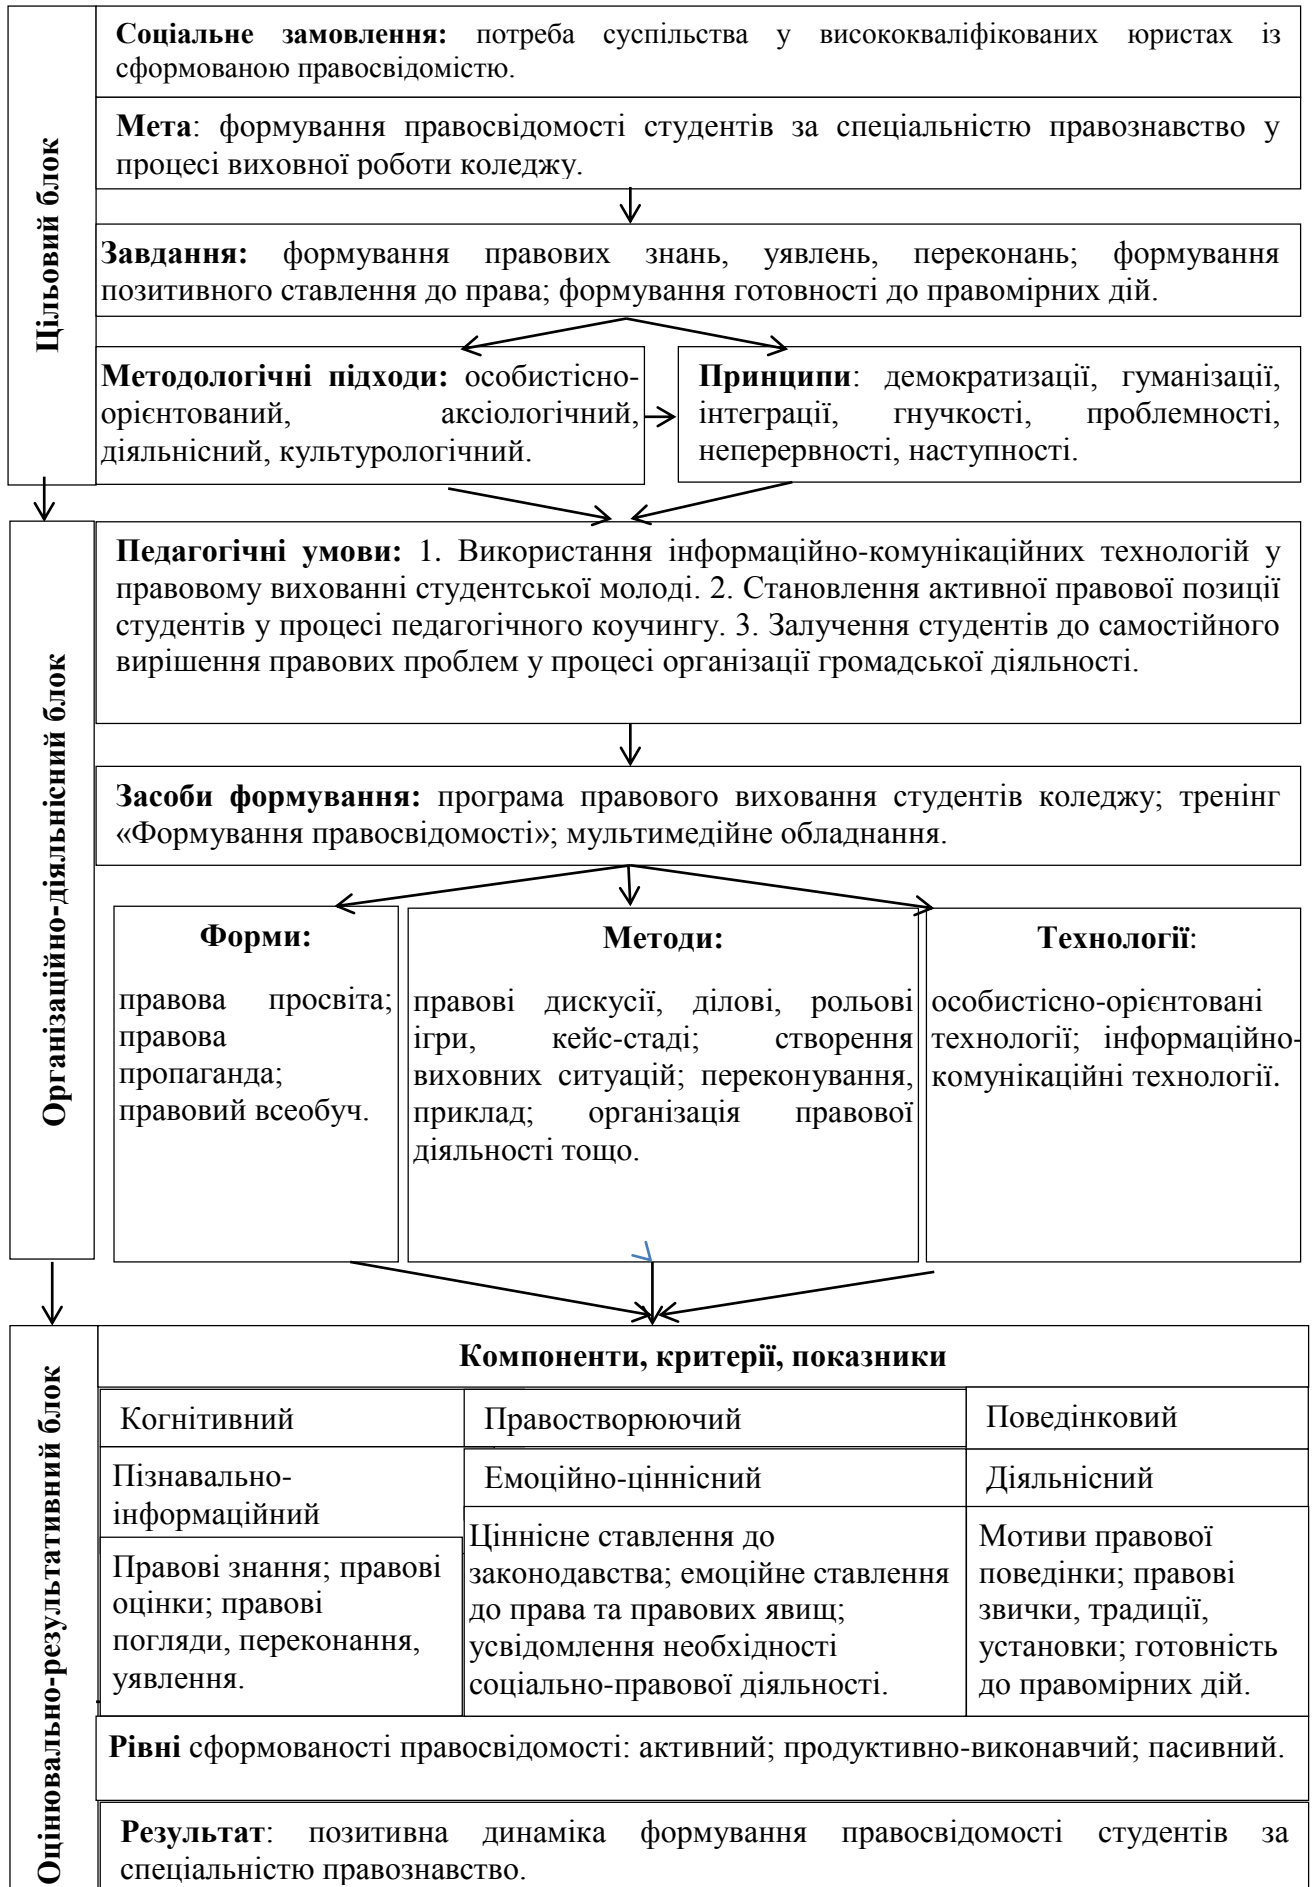 Цільовий блок
Соціальне замовлення: потреба суспільства у висококваліфікованих юристах із
сформованою правосвідомістю.
Мета: формування правосвідомості студентів за спеціальністю правознавство у
процесі виховної роботи коледжу.
Завдання: формування правових знань, уявлень, переконань; формування
позитивного ставлення до права; формування готовності до правомірних дій.
Методологічні підходи: особистісно-
орієнтований, аксіологічний,
діяльнісний, культурологічний.
Принципи: демократизації, гуманізації,
інтеграції, гнучкості, проблемності,
неперервності, наступності.
Організаційно-діяльнісний блок
Педагогічні умови: 1. Використання інформаційно-комунікаційних технологій у
правовому вихованні студентської молоді. 2. Становлення активної правової позиції
студентів у процесі педагогічного коучингу. 3. Залучення студентів до самостійного
вирішення правових проблем у процесі організації громадської діяльності.
Засоби формування: програма правового виховання студентів коледжу; тренінг
«Формування правосвідомості»; мультимедійне обладнання.
Форми:
правова просвіта;
правова
пропаганда;
правовий всеобуч.
Методи:
правові дискусії, ділові, рольові
ігри, кейс-стаді; створення
виховних ситуацій; переконування,
приклад; організація правової
діяльності тощо.
Технології:
особистісно-орієнтовані
технології; інформаційно-
комунікаційні технології.
Оцінювально-результативний блок
Компоненти, критерії, показники
Когнітивний
Правостворюючий
Поведінковий
Пізнавально-
інформаційний
Емоційно-ціннісний
Діяльнісний
Правові знання; правові
оцінки; правові
погляди, переконання,
уявлення.
Ціннісне ставлення до
законодавства; емоційне ставлення
до права та правових явищ;
усвідомлення необхідності
соціально-правової діяльності.
Мотиви правової
поведінки; правові
звички, традиції,
установки; готовність
до правомірних дій.
Рівні сформованості правосвідомості: активний; продуктивно-виконавчий; пасивний.
Результат: позитивна динаміка формування правосвідомості студентів за
спеціальністю правознавство.